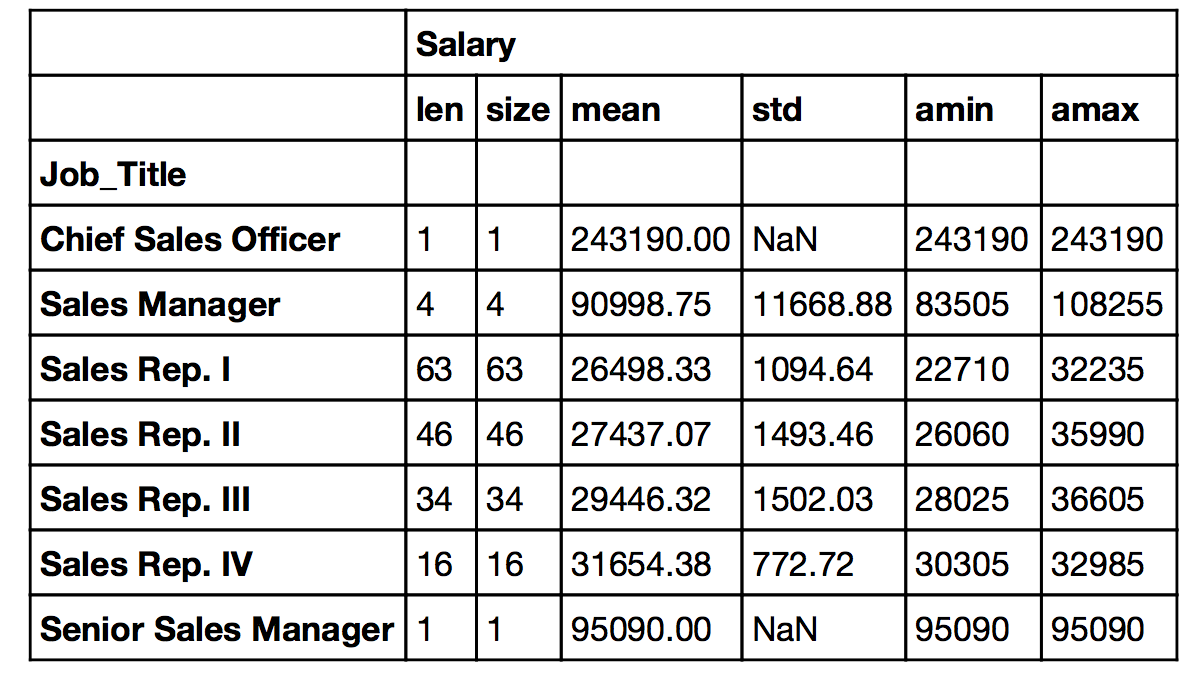 Salary
len size mean std amin amax
Job_Title
Chief Sales Officer 1 1 243190.00 NaN 243190 243190
Sales Manager 4 4 90998.75 11668.88 83505 108255
Sales Rep. I 63 63 26498.33 1094.64 22710 32235
Sales Rep. II 46 46 27437.07 1493.46 26060 35990
Sales Rep. III 34 34 29446.32 1502.03 28025 36605
Sales Rep. IV 16 16 31654.38 772.72 30305 32985
Senior Sales Manager 1 1 95090.00 NaN 95090 95090